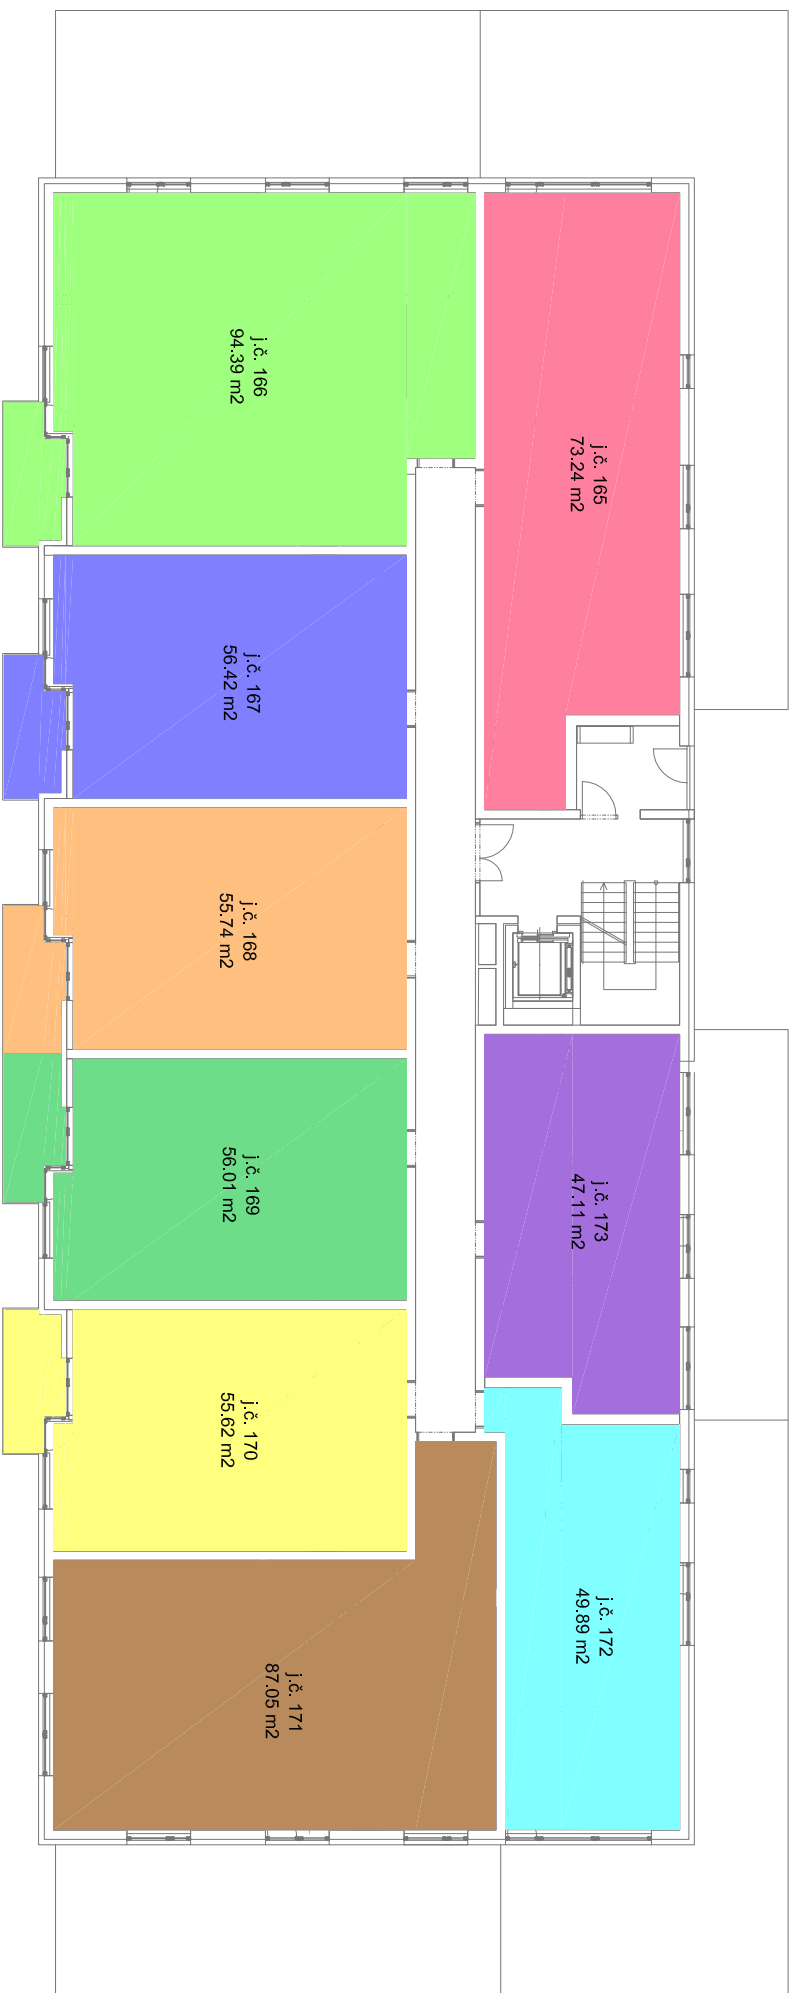 j.č. 165
73.24 m2
j.č. 166
94.39 m2
j.č. 167
56.42 m2
j.č. 168
55.74 m2
j.č. 169
56.01 m2
j.č. 170
55.62 m2
j.č. 171
87.05 m2
j.č. 172
49.89 m2
j.č. 173
47.11 m2